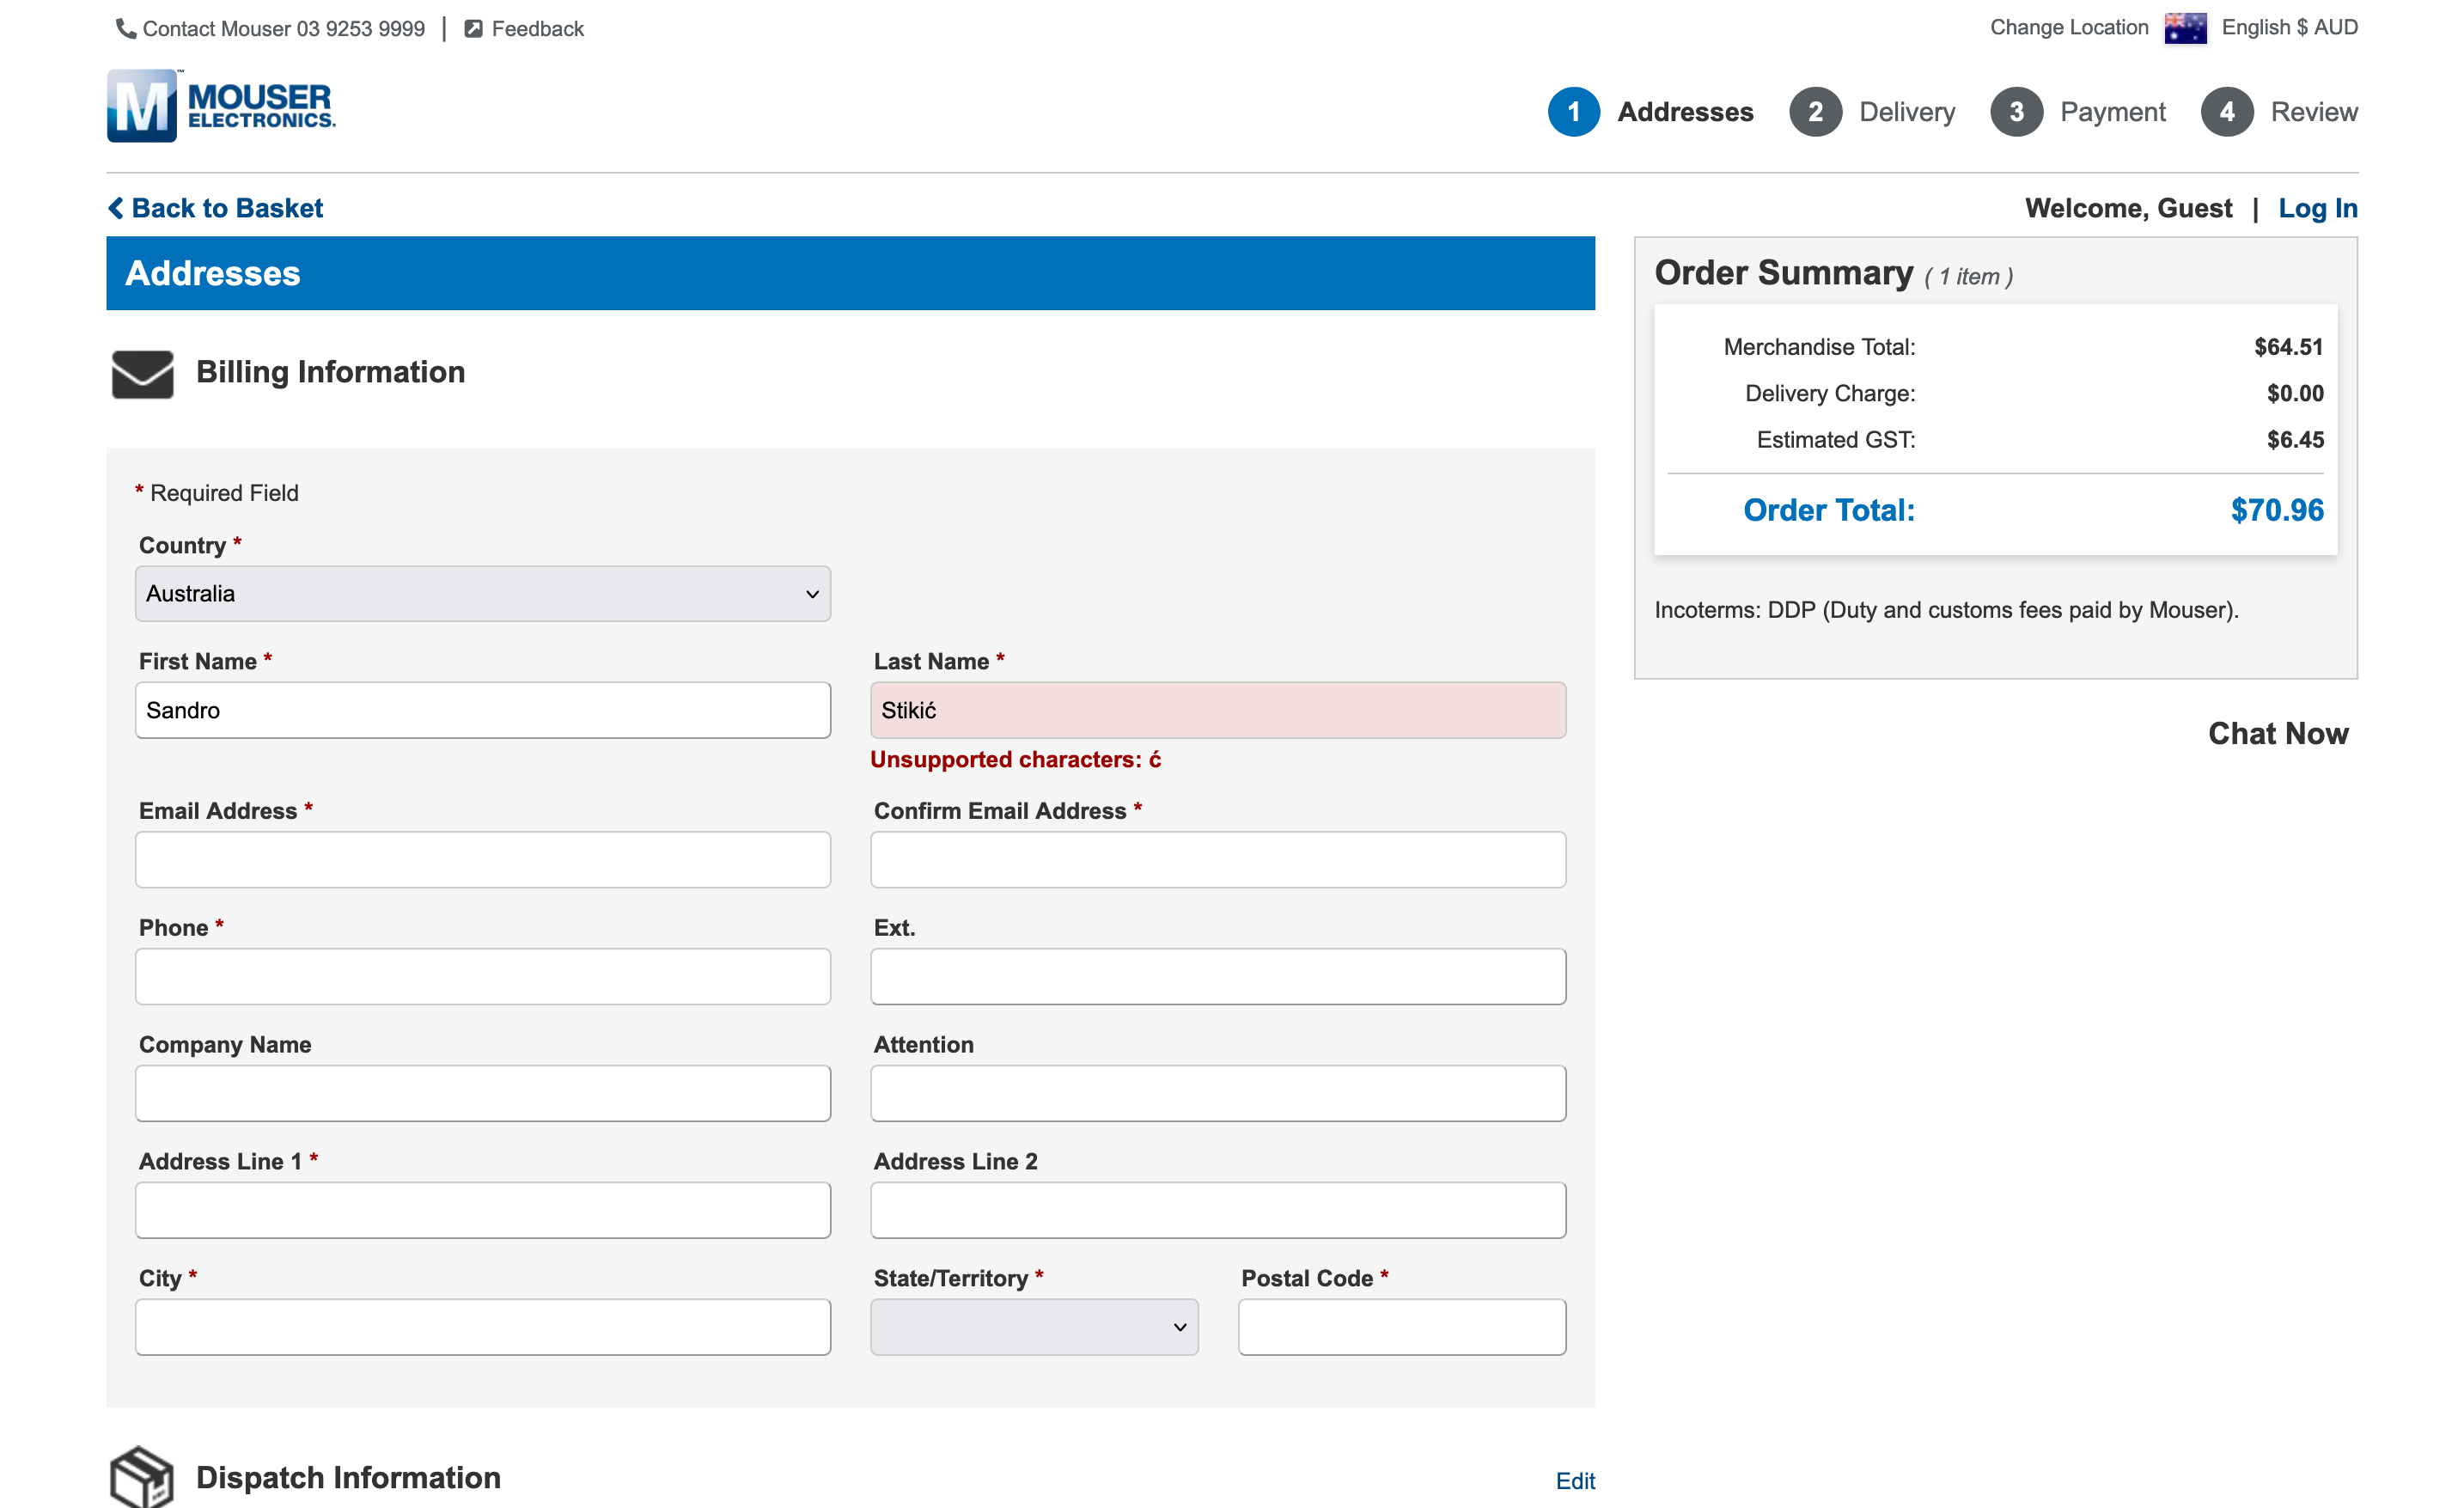 Contact Mouser 03 9253 9999 | Feedback
Change Location English $ AUD
M™ MOUSER
ELECTRONICS.
1 Addresses 2 Delivery 3 Payment 4 Review
Back to Basket
Welcome, Guest | Log In
Addresses
Order Summary ( 1 item )
Merchandise Total: $64.51
Delivery Charge: $0.00
Estimated GST: $6.45
Order Total: $70.96
Incoterms: DDP (Duty and customs fees paid by Mouser).
Chat Now
Billing Information
* Required Field
Country *
Australia
First Name * Last Name *
Sandro Stikić
Unsupported characters: ć
Email Address * Confirm Email Address *
Phone * Ext.
Company Name Attention
Address Line 1 * Address Line 2
City * State/Territory * Postal Code *
Dispatch Information Edit